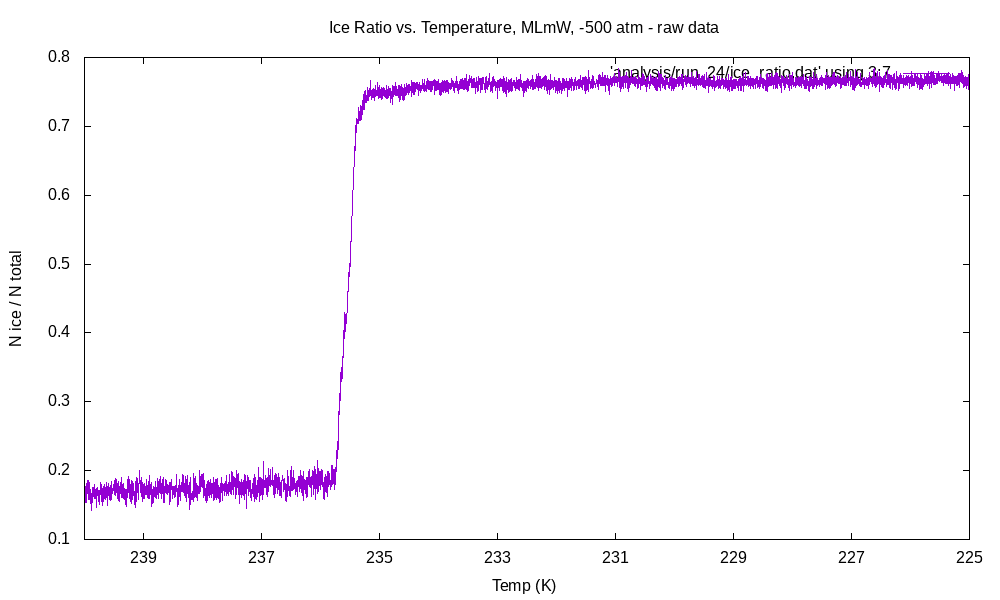 Ice Ratio vs. Temperature, MLmW, -500 atm - raw data
'analysis/run_24/ice_ratio.dat' using 3:7
0.8
0.7
0.6
0.5
0.4
0.3
0.2
0.1
N ice / N total
239 237 235 233 231 229 227 225
Temp (K)